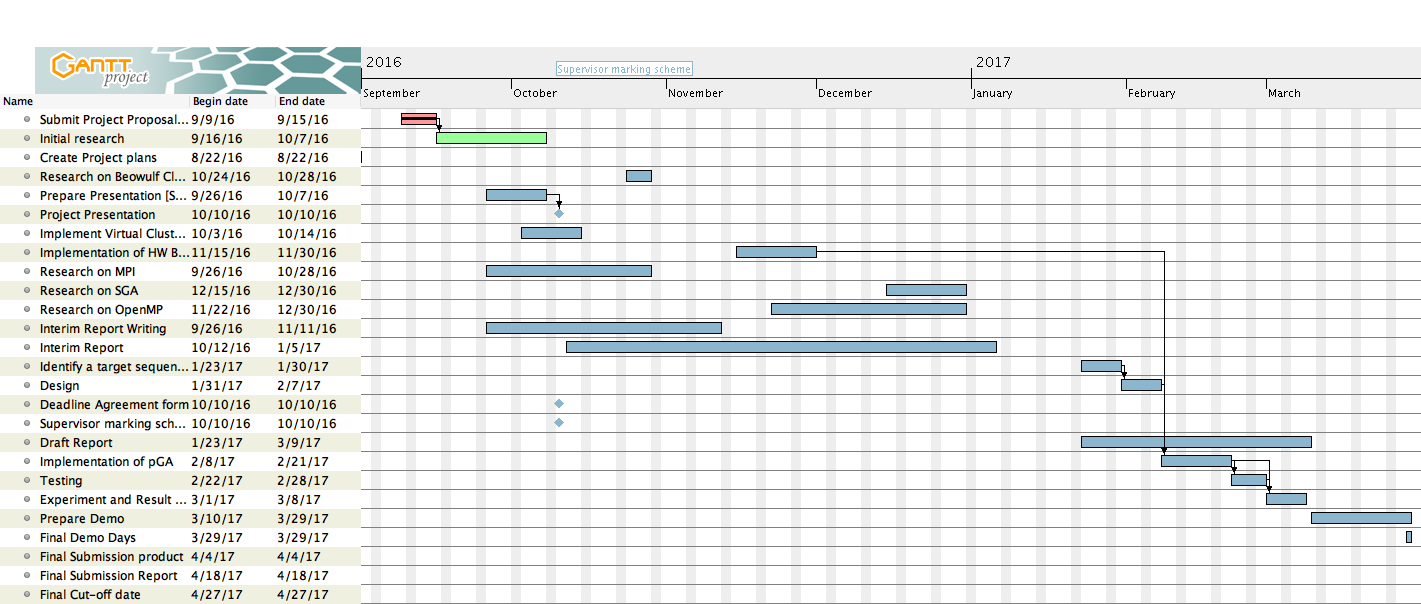 2016
2017
GANTT
project
Supervisor marking scheme
September October November December January February March
Name Begin date End date
Submit Project Proposal... 9/9/16 9/15/16
Initial research 9/16/16 10/7/16
Create Project plans 8/22/16 8/22/16
Research on Beowulf Cl... 10/24/16 10/28/16
Prepare Presentation [S... 9/26/16 10/7/16
Project Presentation 10/10/16 10/10/16
Implement Virtual Clust... 10/3/16 10/14/16
Implementation of HW B... 11/15/16 11/30/16
Research on MPI 9/26/16 10/28/16
Research on SGA 12/15/16 12/30/16
Research on OpenMP 11/22/16 12/30/16
Interim Report Writing 9/26/16 11/11/16
Interim Report 10/12/16 1/5/17
Identify a target sequen... 1/23/17 1/30/17
Design 1/31/17 2/7/17
Deadline Agreement form 10/10/16 10/10/16
Supervisor marking sch... 10/10/16 10/10/16
Draft Report 1/23/17 3/9/17
Implementation of pGA 2/8/17 2/21/17
Testing 2/22/17 2/28/17
Experiment and Result ... 3/1/17 3/8/17
Prepare Demo 3/10/17 3/29/17
Final Demo Days 3/29/17 3/29/17
Final Submission product 4/4/17 4/4/17
Final Submission Report 4/18/17 4/18/17
Final Cut-off date 4/27/17 4/27/17